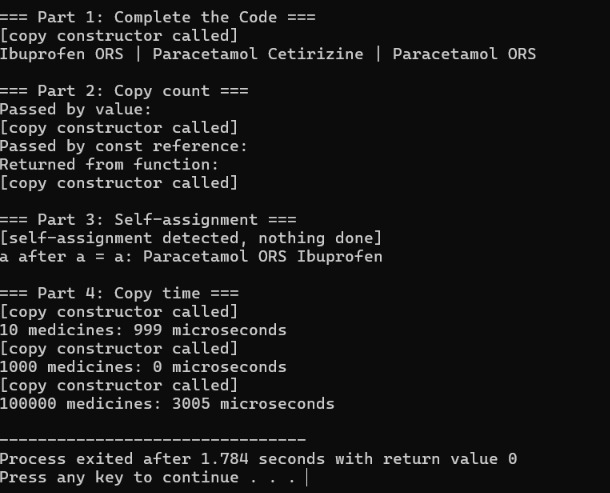 === Part 1: Complete the Code ===
[copy constructor called]
Ibuprofen ORS | Paracetamol Cetirizine | Paracetamol ORS
=== Part 2: Copy count ===
Passed by value:
[copy constructor called]
Passed by const reference:
Returned from function:
[copy constructor called]
=== Part 3: Self-assignment ===
[self-assignment detected, nothing done]
a after a = a: Paracetamol ORS Ibuprofen
=== Part 4: Copy time ===
[copy constructor called]
10 medicines: 999 microseconds
[copy constructor called]
1000 medicines: 0 microseconds
[copy constructor called]
100000 medicines: 3005 microseconds
--------------------------------
Process exited after 1.784 seconds with return value 0
Press any key to continue . . .